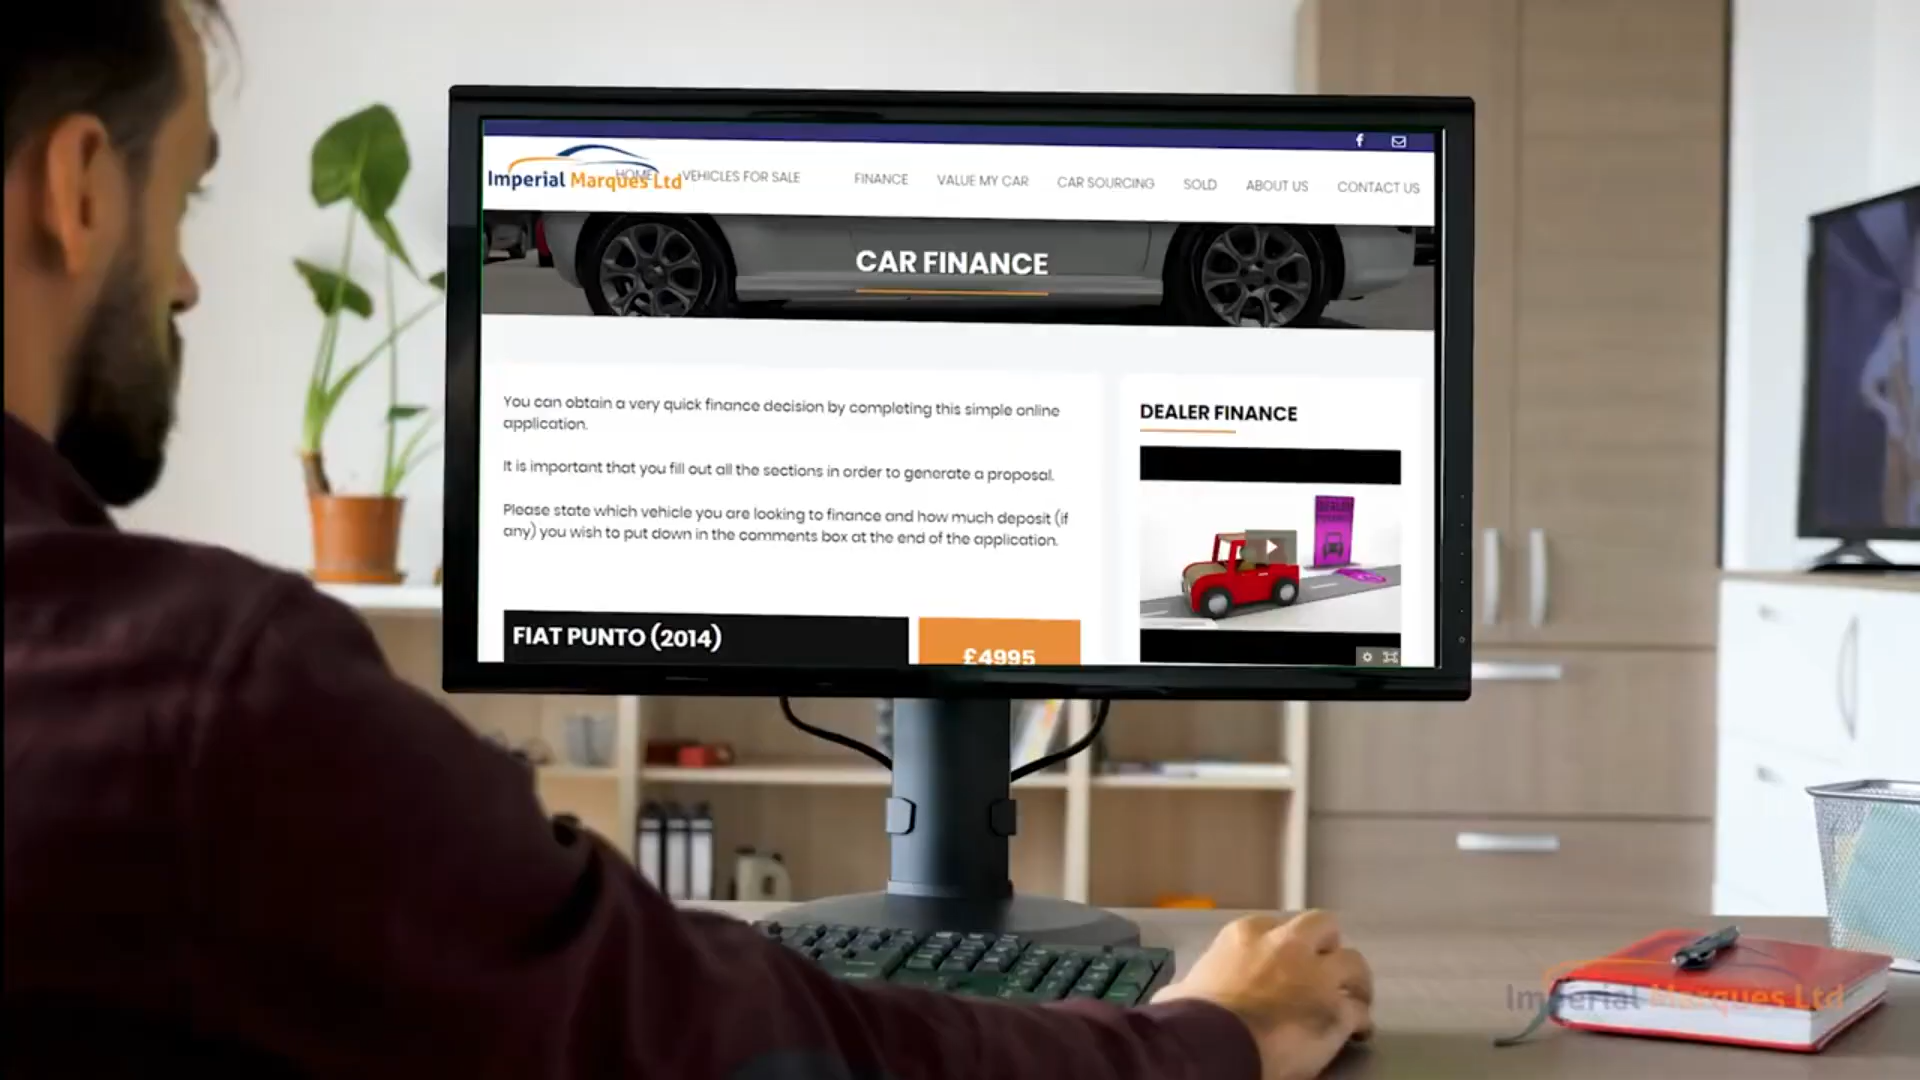 Imperial Marques Ltd
HOME
VEHICLES FOR SALE
FINANCE
VALUE MY CAR
CAR SOURCING
SOLD
ABOUT US
CONTACT US
CAR FINANCE
You can obtain a very quick finance decision by completing this simple online
application.
It is important that you fill out all the sections in order to generate a proposal.
Please state which vehicle you are looking to finance and how much deposit (if
any) you wish to put down in the comments box at the end of the application.
FIAT PUNTO (2014)
£4995
DEALER FINANCE
DEALER
FINANCE
Imperial Marques Ltd